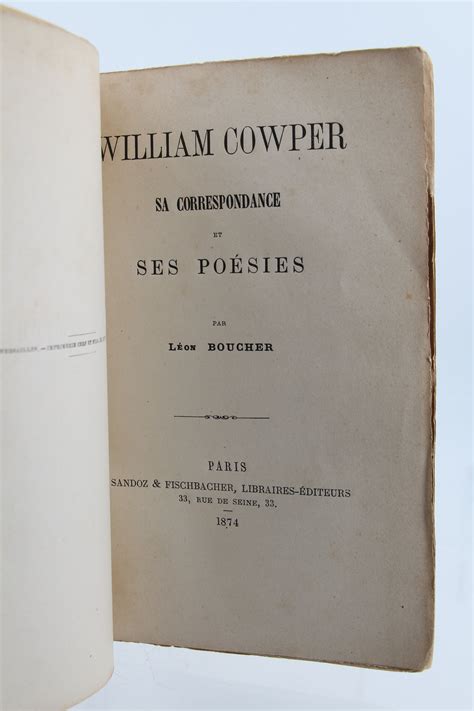 WILLIAM COWPER
SA CORRESPONDANCE
ET
SES POÉSIES
PAR
LÉON BOUCHER
PARIS
SANDOZ & FISCHBACHER, LIBRAIRES-ÉDITEURS
33, RUE DE SEINE, 33.
1874